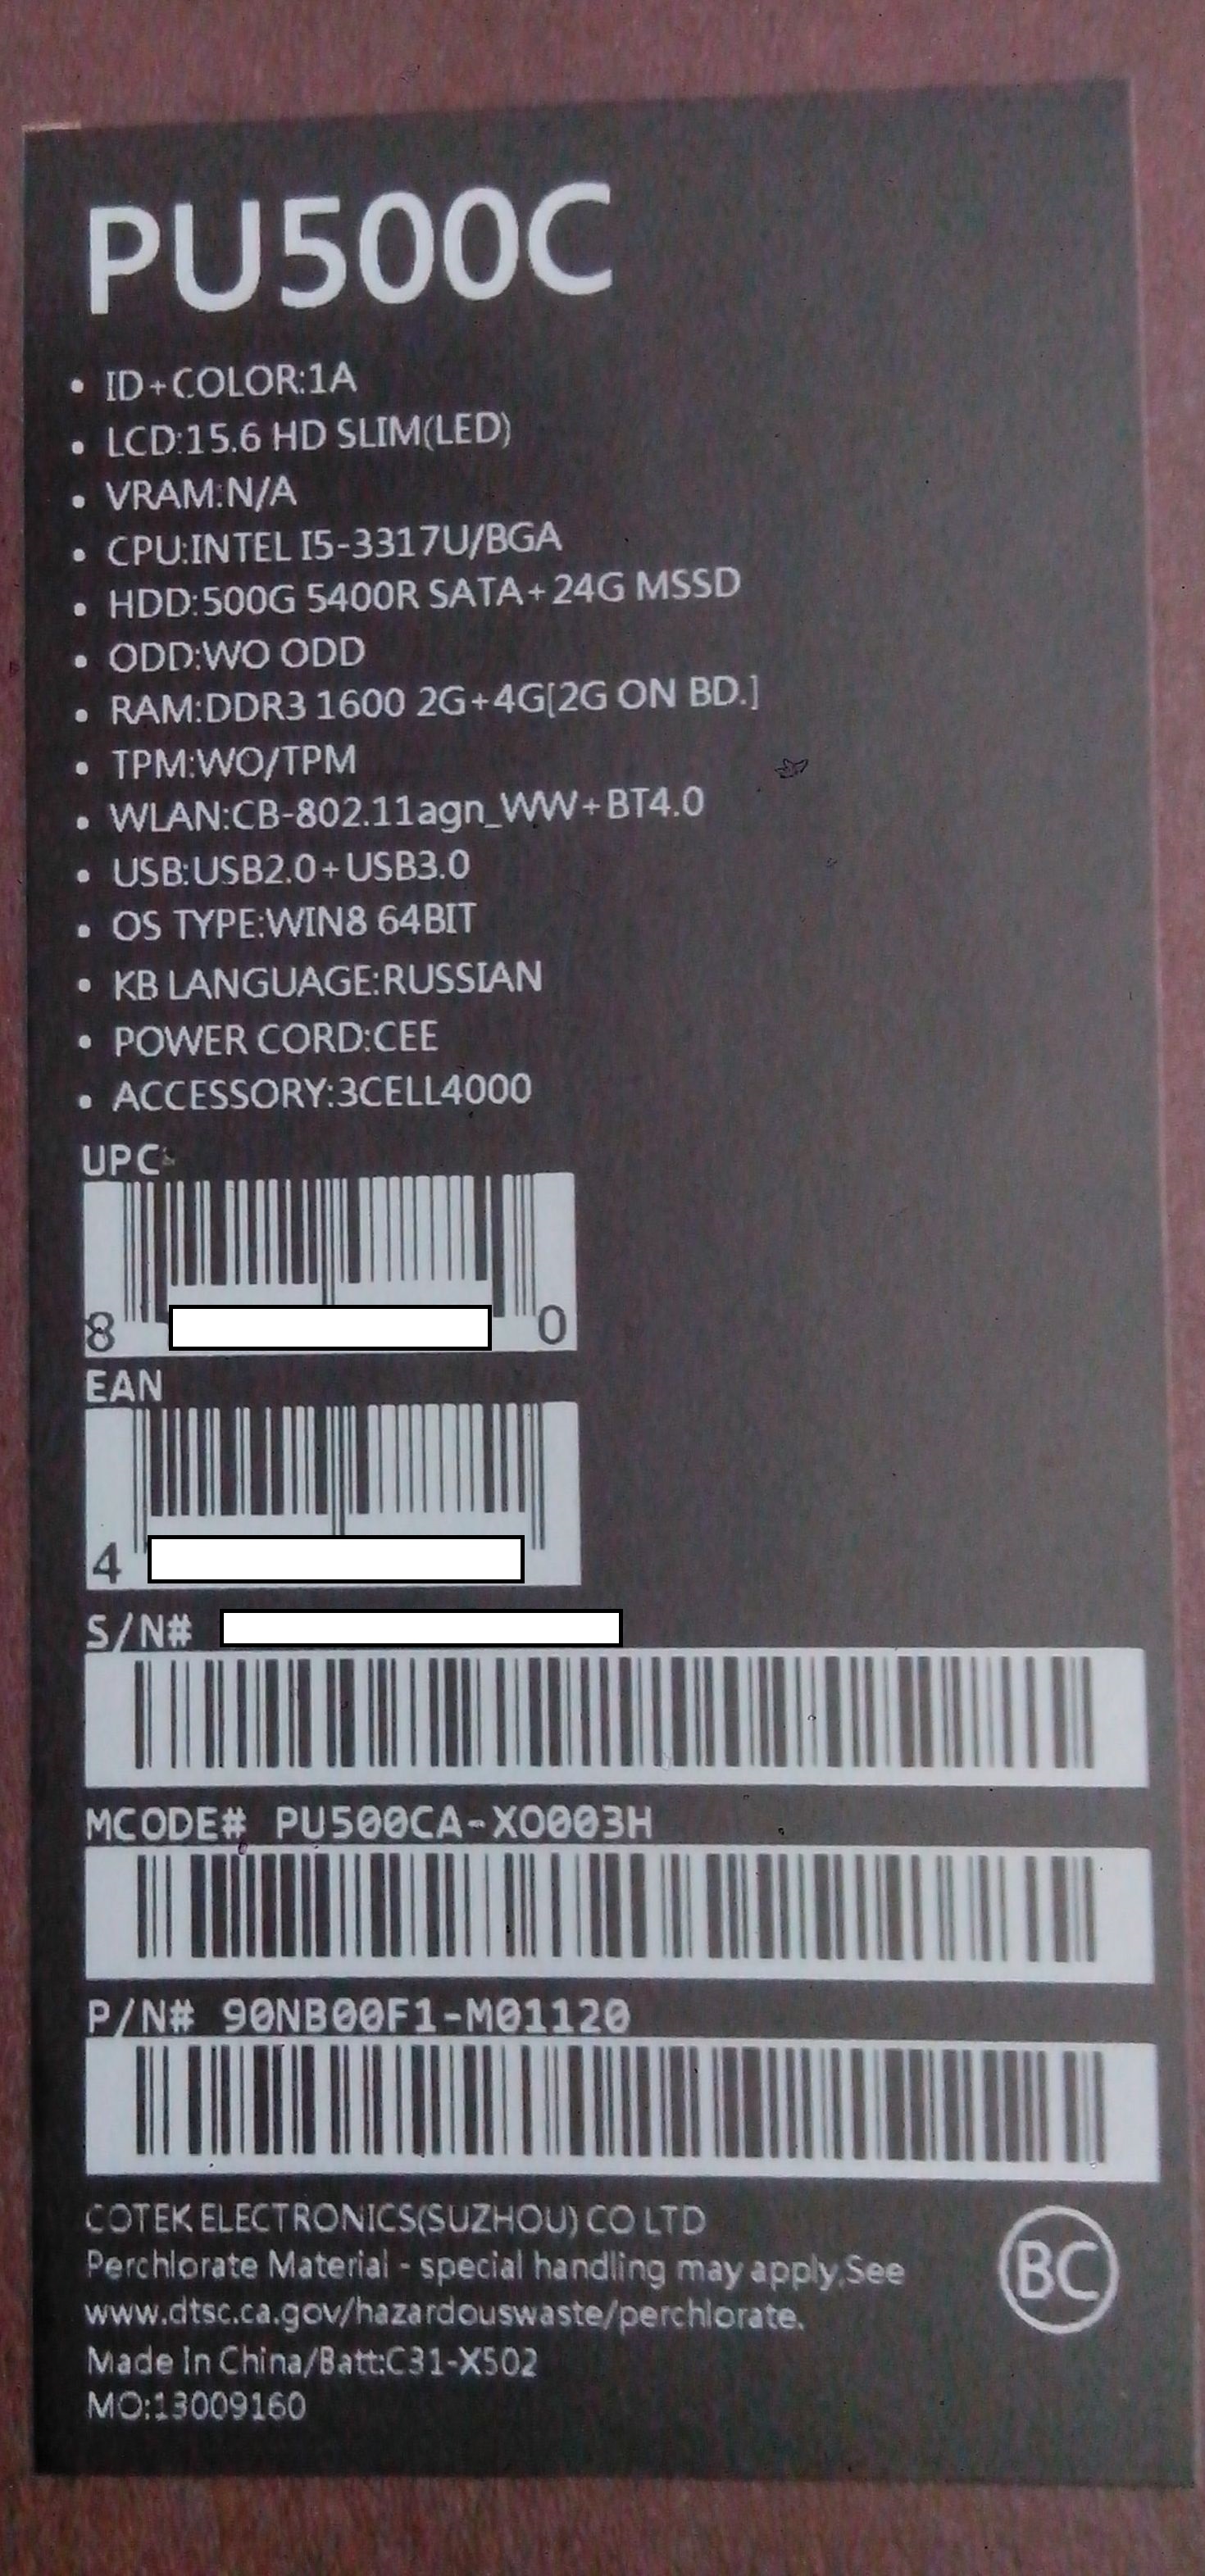 PU500C
• ID+COLOR:1A
• LCD:15.6 HD SLIM(LED)
• VRAM:N/A
• CPU:INTEL I5-3317U/BGA
• HDD:500G 5400R SATA+24G MSSD
• ODD:WO ODD
• RAM:DDR3 1600 2G+4G[2G ON BD.]
• TPM:WO/TPM
• WLAN:CB-802.11agn_WW+BT4.0
• USB:USB2.0+USB3.0
• OS TYPE:WIN8 64BIT
• KB LANGUAGE:RUSSIAN
• POWER CORD:CEE
• ACCESSORY:3CELL4000
UPC
8 0
EAN
4
S/N#
MCODE# PU500CA-XO003H
P/N# 90NB00F1-M01120
COTEK ELECTRONICS(SUZHOU) CO LTD
Perchlorate Material - special handling may apply.See
www.dtsc.ca.gov/hazardouswaste/perchlorate.
Made In China/Batt:C31-X502
MO:13009160
BC